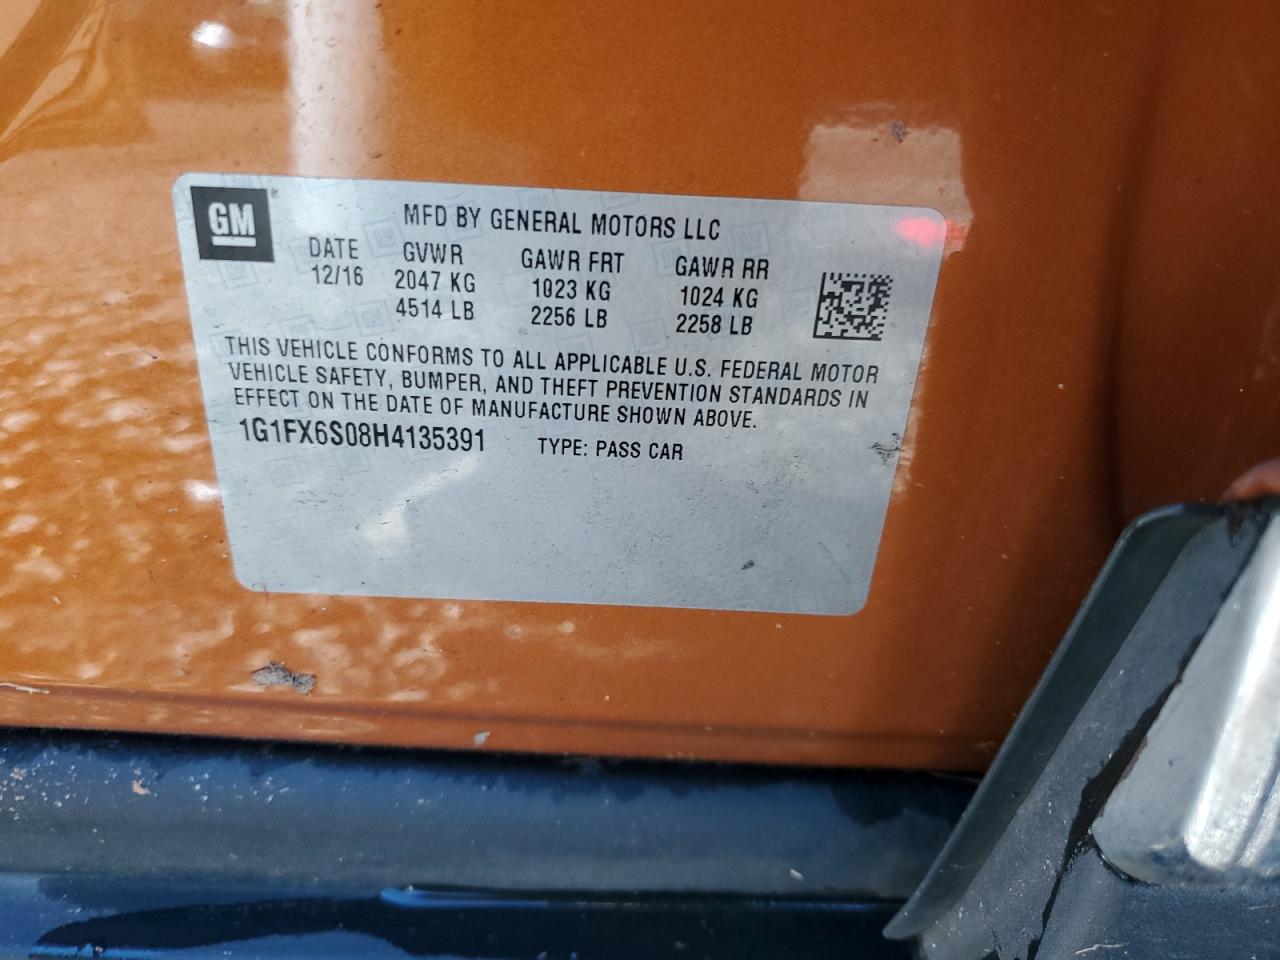 GM ®
MFD BY GENERAL MOTORS LLC
DATE GVWR GAWR FRT GAWR RR
12/16 2047 KG 1023 KG 1024 KG
4514 LB 2256 LB 2258 LB
THIS VEHICLE CONFORMS TO ALL APPLICABLE U.S. FEDERAL MOTOR
VEHICLE SAFETY, BUMPER, AND THEFT PREVENTION STANDARDS IN
EFFECT ON THE DATE OF MANUFACTURE SHOWN ABOVE.
1G1FX6S08H4135391 TYPE: PASS CAR